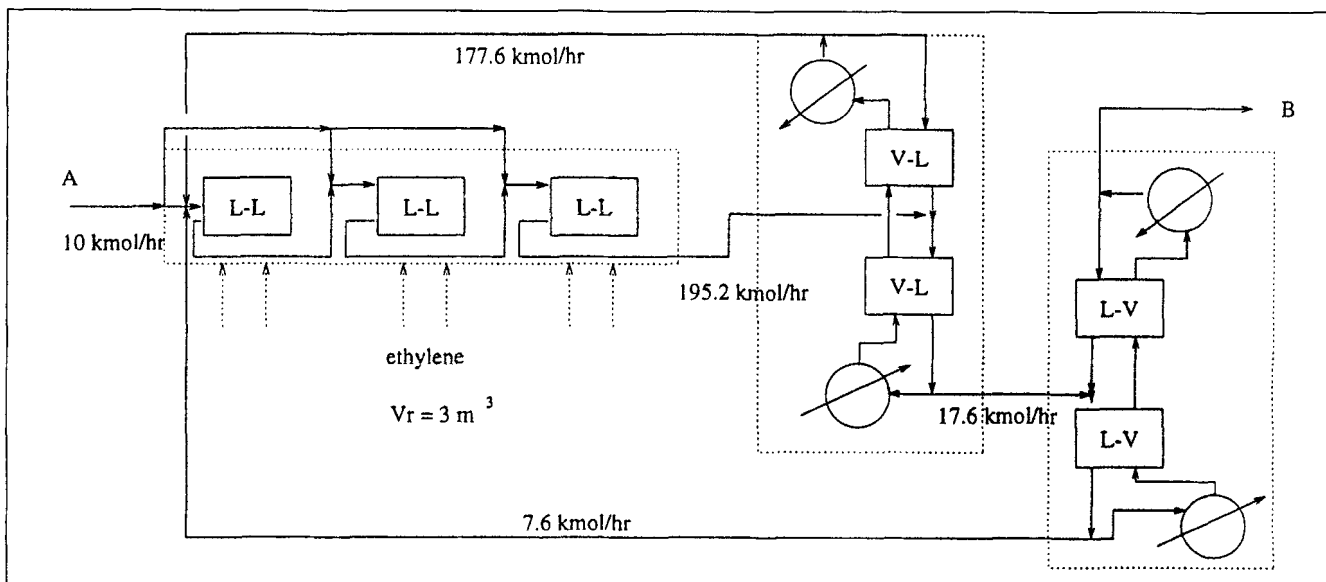 177.6 kmol/hr
B
V-L
A
L-L
L-L
L-L
10 kmol/hr
V-L
195.2 kmol/hr
L-V
ethylene
Vr = 3 m 3
17.6 kmol/hr
L-V
7.6 kmol/hr